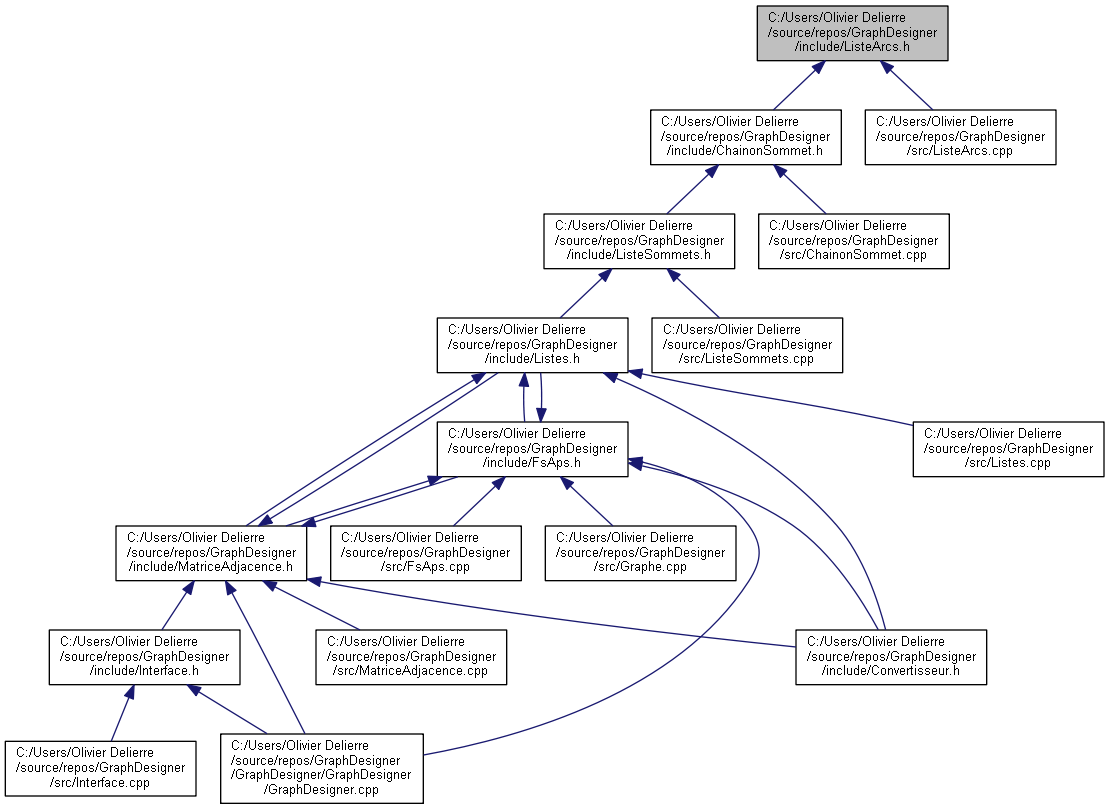 C:/Users/Olivier Delierre
/source/repos/GraphDesigner
/include/ListeArcs.h
C:/Users/Olivier Delierre
/source/repos/GraphDesigner
/include/ChainonSommet.h
C:/Users/Olivier Delierre
/source/repos/GraphDesigner
/src/ListeArcs.cpp
C:/Users/Olivier Delierre
/source/repos/GraphDesigner
/include/ListeSommets.h
C:/Users/Olivier Delierre
/source/repos/GraphDesigner
/src/ChainonSommet.cpp
C:/Users/Olivier Delierre
/source/repos/GraphDesigner
/include/Listes.h
C:/Users/Olivier Delierre
/source/repos/GraphDesigner
/src/ListeSommets.cpp
C:/Users/Olivier Delierre
/source/repos/GraphDesigner
/include/FsAps.h
C:/Users/Olivier Delierre
/source/repos/GraphDesigner
/src/Listes.cpp
C:/Users/Olivier Delierre
/source/repos/GraphDesigner
/include/MatriceAdjacence.h
C:/Users/Olivier Delierre
/source/repos/GraphDesigner
/src/FsAps.cpp
C:/Users/Olivier Delierre
/source/repos/GraphDesigner
/src/Graphe.cpp
C:/Users/Olivier Delierre
/source/repos/GraphDesigner
/include/Interface.h
C:/Users/Olivier Delierre
/source/repos/GraphDesigner
/src/MatriceAdjacence.cpp
C:/Users/Olivier Delierre
/source/repos/GraphDesigner
/include/Convertisseur.h
C:/Users/Olivier Delierre
/source/repos/GraphDesigner
/src/Interface.cpp
C:/Users/Olivier Delierre
/source/repos/GraphDesigner
/GraphDesigner/GraphDesigner
/GraphDesigner.cpp